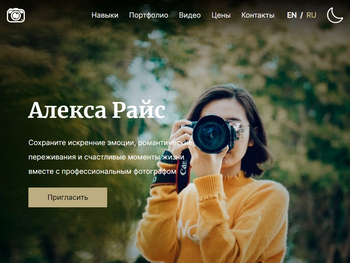 Навыки Портфолио Видео Цены Контакты EN / RU
Алекса Райс
Сохраните искренние эмоции, романтические
переживания и счастливые моменты жизни
вместе с профессиональным фотографом
Пригласить
Canon